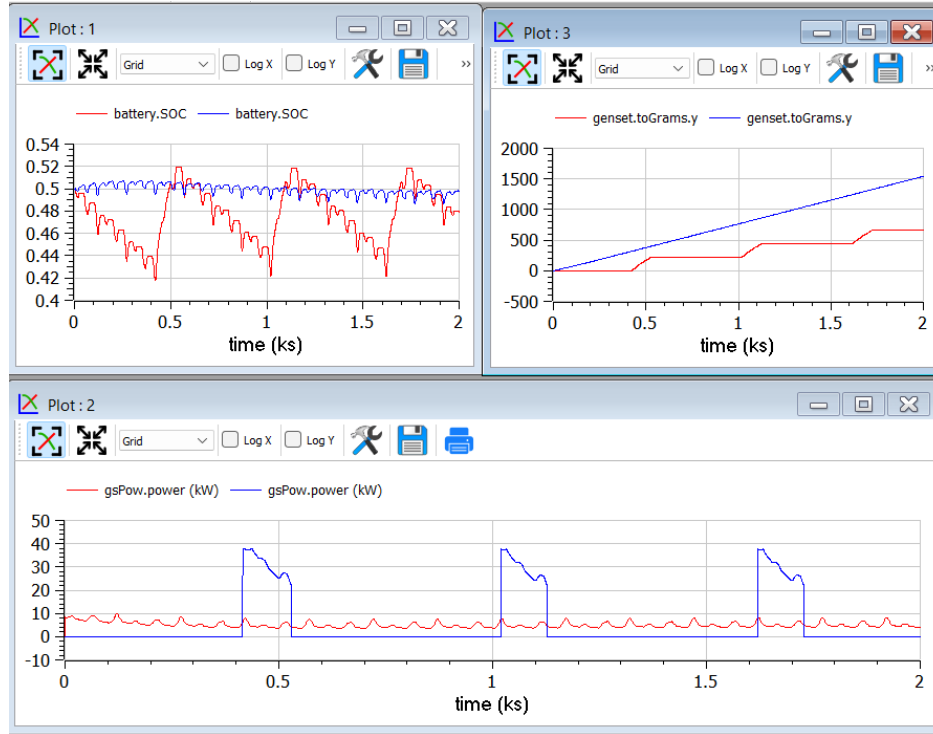 Plot : 1
Grid Log X Log Y »
battery.SOC battery.SOC
0.54
0.52
0.5
0.48
0.46
0.44
0.42
0.4
0 0.5 1 1.5 2
time (ks)
Plot : 3
Grid Log X Log Y »
genset.toGrams.y genset.toGrams.y
2000
1500
1000
500
0
-500
0 0.5 1 1.5 2
time (ks)
Plot : 2
Grid Log X Log Y
gsPow.power (kW) gsPow.power (kW)
50
40
30
20
10
0
-10
0 0.5 1 1.5 2
time (ks)